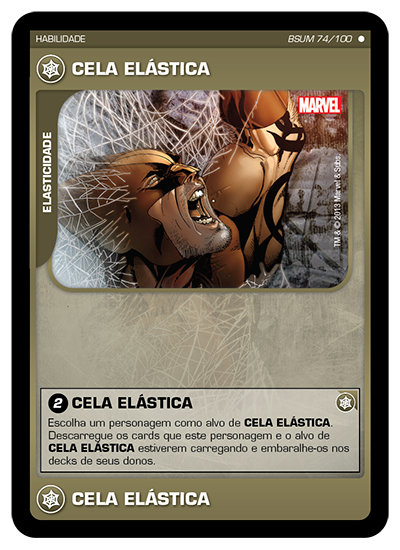 HABILIDADE
BSUM 74/100
CELA ELÁSTICA
MARVEL
ELASTICIDADE
TM & © 2013 Marvel & Subs.
2 CELA ELÁSTICA
Escolha um personagem como alvo de CELA ELÁSTICA.
Descarregue os cards que este personagem e o alvo de
CELA ELÁSTICA estiverem carregando e embaralhe-os nos
decks de seus donos.
CELA ELÁSTICA